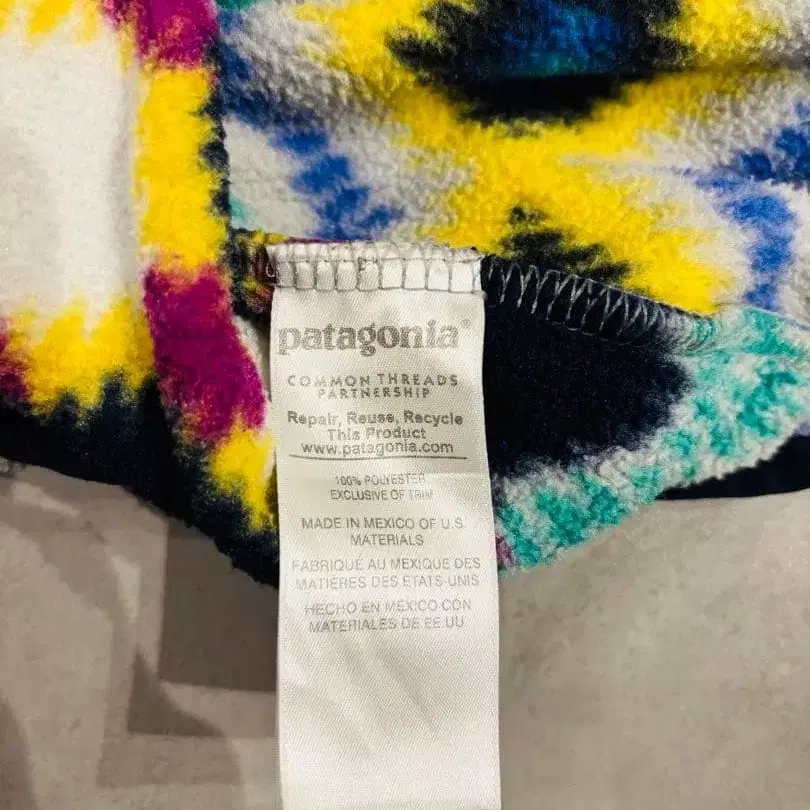 patagonia®
COMMON THREADS
PARTNERSHIP
Repair, Reuse, Recycle
This Product
www.patagonia.com
100% POLYESTER
EXCLUSIVE OF TRIM
MADE IN MEXICO OF U.S.
MATERIALS
FABRIQUÉ AU MEXIQUE DES
MATIÈRES DES ÉTATS-UNIS
HECHO EN MEXICO CON
MATERIALES DE EE.UU